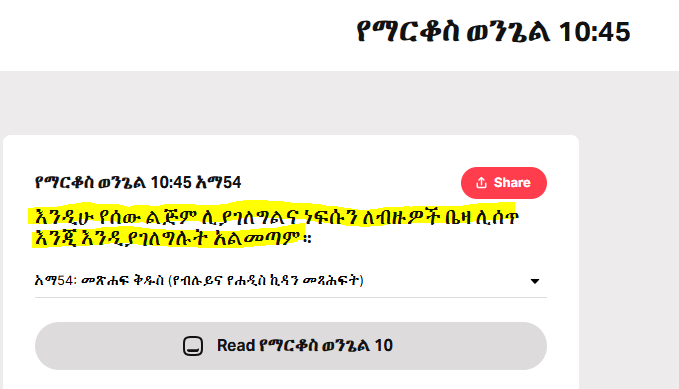 የማርቆስ ወንጌል 10:45
የማርቆስ ወንጌል 10:45 አማ54
Share
እንዲሁ የሰው ልጅም ሊያገለግልና ነፍሱን ለብዙዎች ቤዛ ሊሰጥ
እንጂ እንዲያገለግሉት አልመጣም።
አማ54: መጽሐፍ ቅዱስ (የብሉይና የሐዲስ ኪዳን መጻሕፍት)
Read የማርቆስ ወንጌል 10